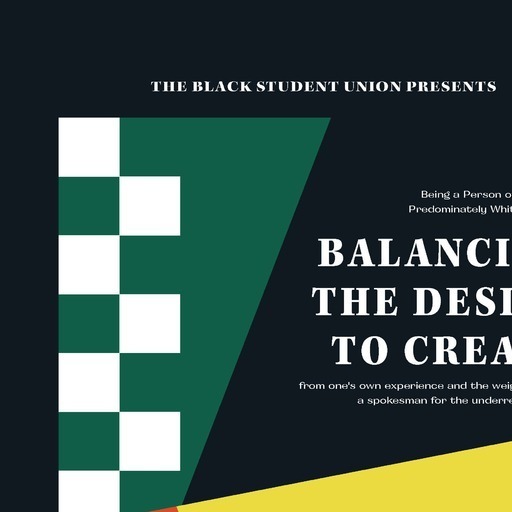 THE BLACK STUDENT UNION PRESENTS
Being a Person o
Predominately Whit
BALANCI
THE DESI
TO CREA
from one's own experience and the weig
a spokesman for the underre